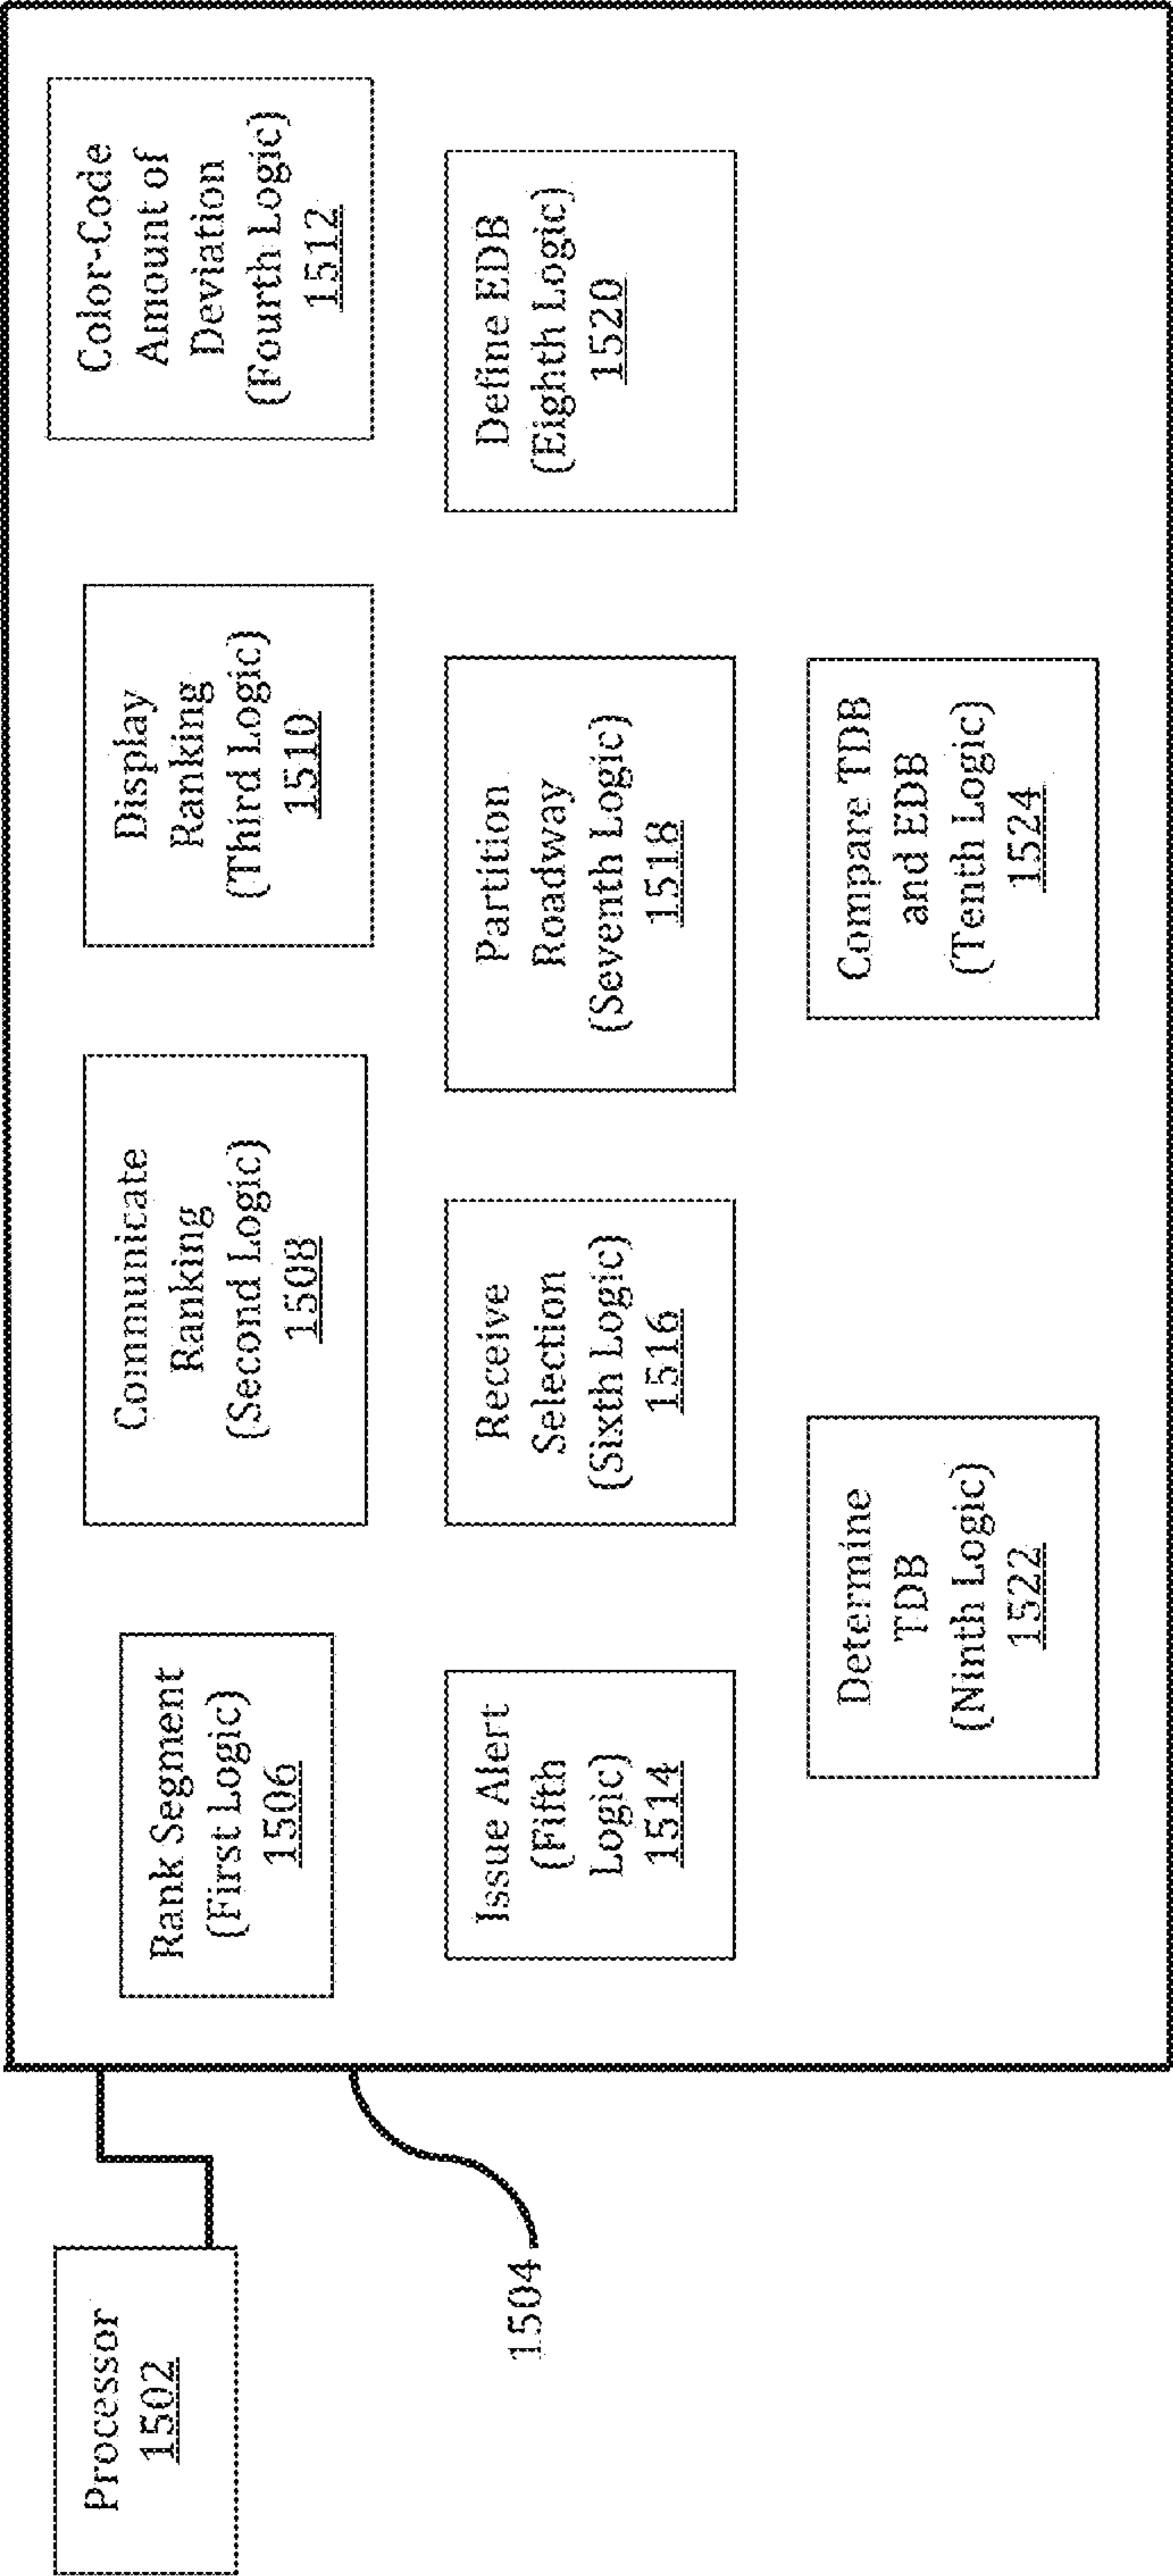 Processor
1502
1504
Rank Segment
(First Logic)
1506
Communicate
Ranking
(Second Logic)
1508
Display
Ranking
(Third Logic)
1510
Color-Code
Amount of
Deviation
(Fourth Logic)
1512
Issue Alert
(Fifth
Logic)
1514
Receive
Selection
(Sixth Logic)
1516
Partition
Roadway
(Seventh Logic)
1518
Define EDB
(Eighth Logic)
1520
Determine
TDB
(Ninth Logic)
1522
Compare TDB
and EDB
(Tenth Logic)
1524